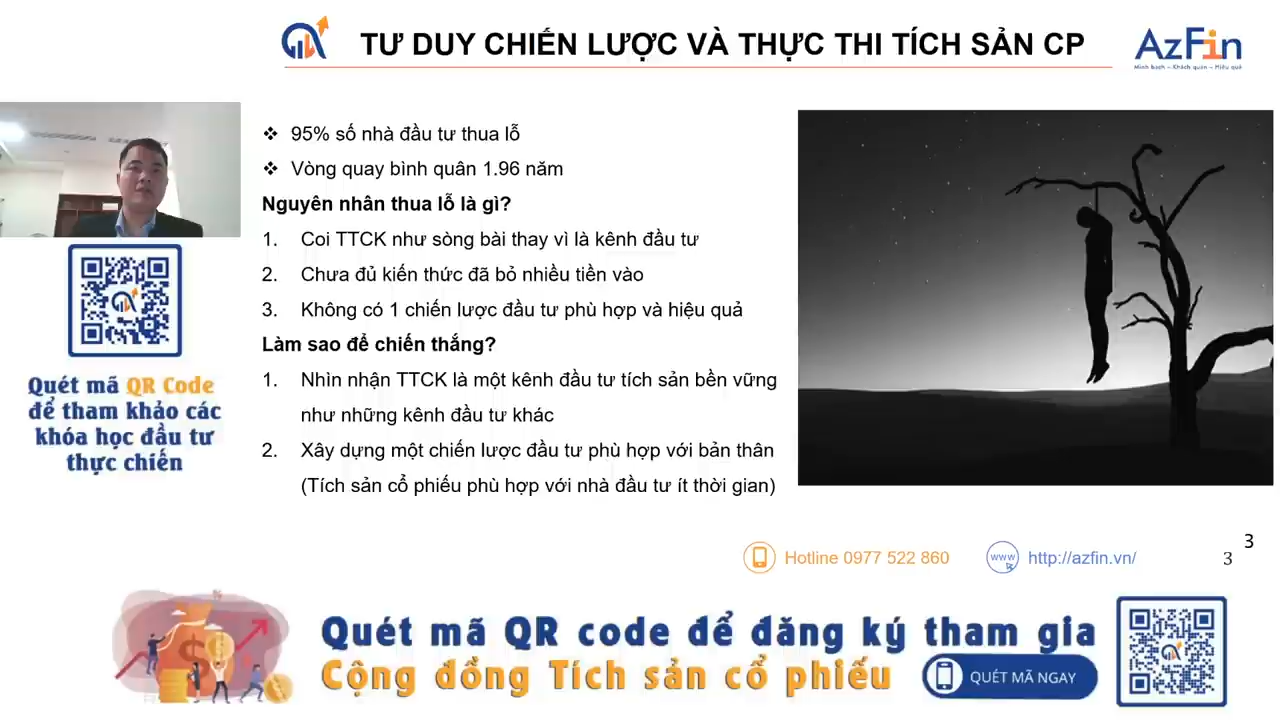 TƯ DUY CHIẾN LƯỢC VÀ THỰC THI TÍCH SẢN CP
AzFin
Minh bạch - Khách quan - Hiệu quả
❖ 95% số nhà đầu tư thua lỗ
❖ Vòng quay bình quân 1.96 năm
Nguyên nhân thua lỗ là gì?
1. Coi TTCK như sòng bài thay vì là kênh đầu tư
2. Chưa đủ kiến thức đã bỏ nhiều tiền vào
3. Không có 1 chiến lược đầu tư phù hợp và hiệu quả
Làm sao để chiến thắng?
1. Nhìn nhận TTCK là một kênh đầu tư tích sản bền vững
như những kênh đầu tư khác
2. Xây dựng một chiến lược đầu tư phù hợp với bản thân
(Tích sản cổ phiếu phù hợp với nhà đầu tư ít thời gian)
Quét mã QR Code
để tham khảo các
khóa học đầu tư
thực chiến
Hotline 0977 522 860
www
http://azfin.vn/
3
3
Quét mã QR code để đăng ký tham gia
Cộng đồng Tích sản cổ phiếu
QUÉT MÃ NGAY